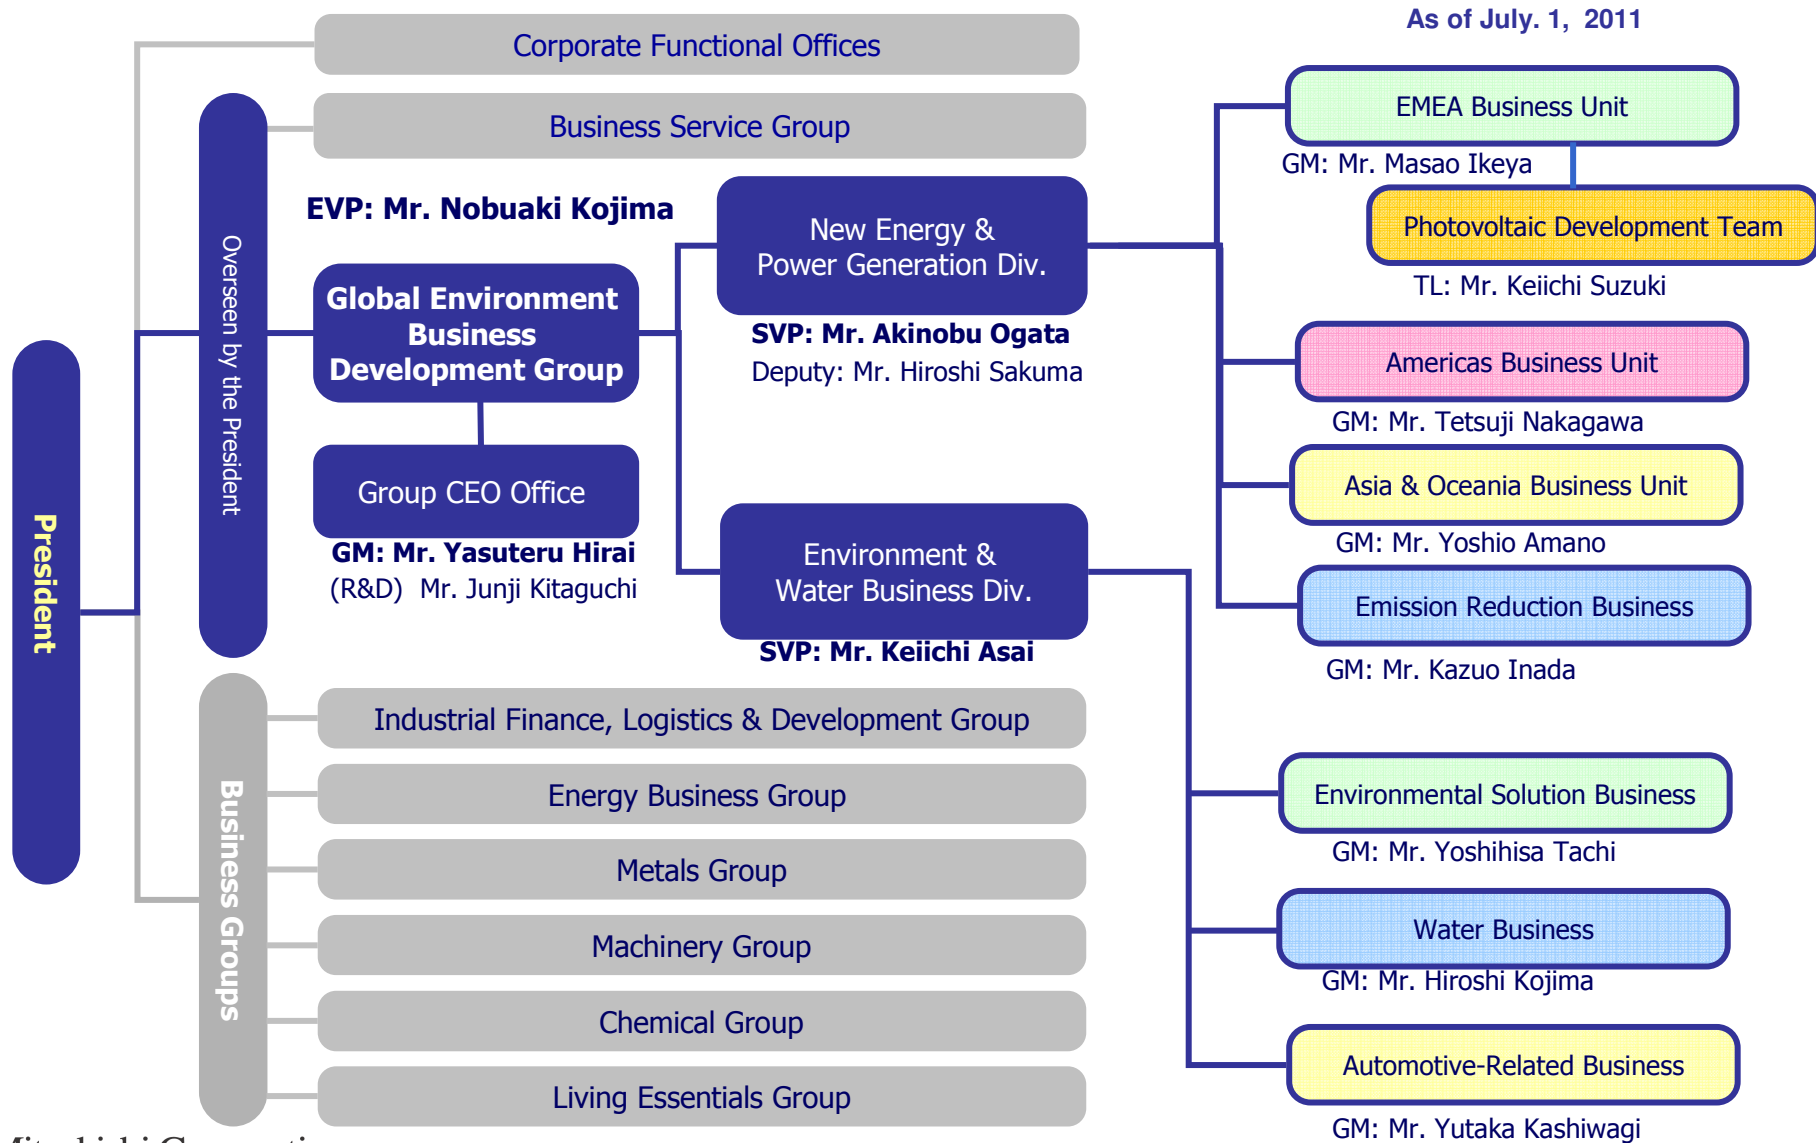 As of July. 1, 2011
Corporate Functional Offices
Business Service Group
President
Overseen by the President
EVP: Mr. Nobuaki Kojima
Global Environment
Business
Development Group
Group CEO Office
GM: Mr. Yasuteru Hirai
(R&D) Mr. Junji Kitaguchi
New Energy &
Power Generation Div.
SVP: Mr. Akinobu Ogata
Deputy: Mr. Hiroshi Sakuma
Environment &
Water Business Div.
SVP: Mr. Keiichi Asai
EMEA Business Unit
GM: Mr. Masao Ikeya
Photovoltaic Development Team
TL: Mr. Keiichi Suzuki
Americas Business Unit
GM: Mr. Tetsuji Nakagawa
Asia & Oceania Business Unit
GM: Mr. Yoshio Amano
Emission Reduction Business
GM: Mr. Kazuo Inada
Environmental Solution Business
GM: Mr. Yoshihisa Tachi
Water Business
GM: Mr. Hiroshi Kojima
Automotive-Related Business
GM: Mr. Yutaka Kashiwagi
Business Groups
Industrial Finance, Logistics & Development Group
Energy Business Group
Metals Group
Machinery Group
Chemical Group
Living Essentials Group